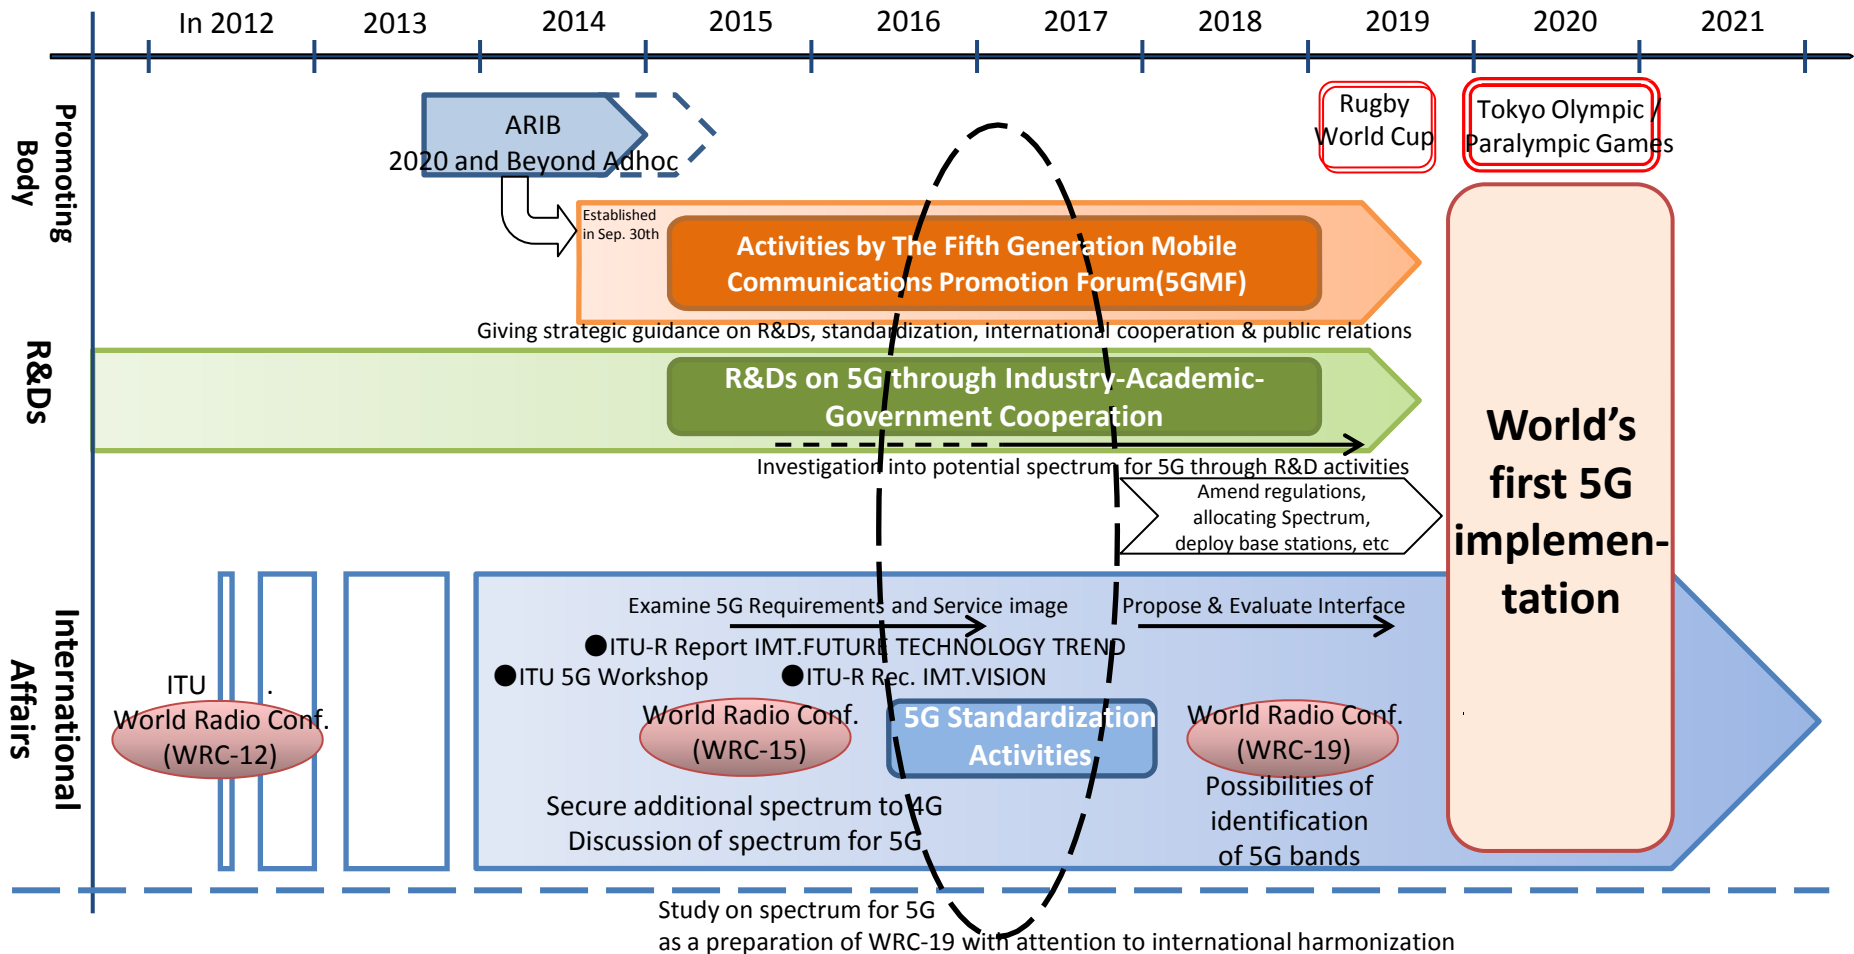 In 2012
2013
2014
2015
2016
2017
2018
2019
2020
2021
Promoting
Body
ARIB
2020 and Beyond Adhoc
Rugby
World Cup
Tokyo Olympic /
Paralympic Games
Established
in Sep. 30th
Activities by The Fifth Generation Mobile
Communications Promotion Forum(5GMF)
Giving strategic guidance on R&Ds, standardization, international cooperation & public relations
R&Ds
R&Ds on 5G through Industry-Academic-
Government Cooperation
Investigation into potential spectrum for 5G through R&D activities
Amend regulations,
allocating Spectrum,
deploy base stations, etc
World’s
first 5G
implemen-
tation
International
Affairs
Examine 5G Requirements and Service image
Propose & Evaluate Interface
●ITU-R Report IMT.FUTURE TECHNOLOGY TREND
●ITU 5G Workshop
●ITU-R Rec. IMT.VISION
ITU .
World Radio Conf.
(WRC-12)
World Radio Conf.
(WRC-15)
5G Standardization
Activities
World Radio Conf.
(WRC-19)
Possibilities of
identification
of 5G bands
Secure additional spectrum to 4G
Discussion of spectrum for 5G
Study on spectrum for 5G
as a preparation of WRC-19 with attention to international harmonization